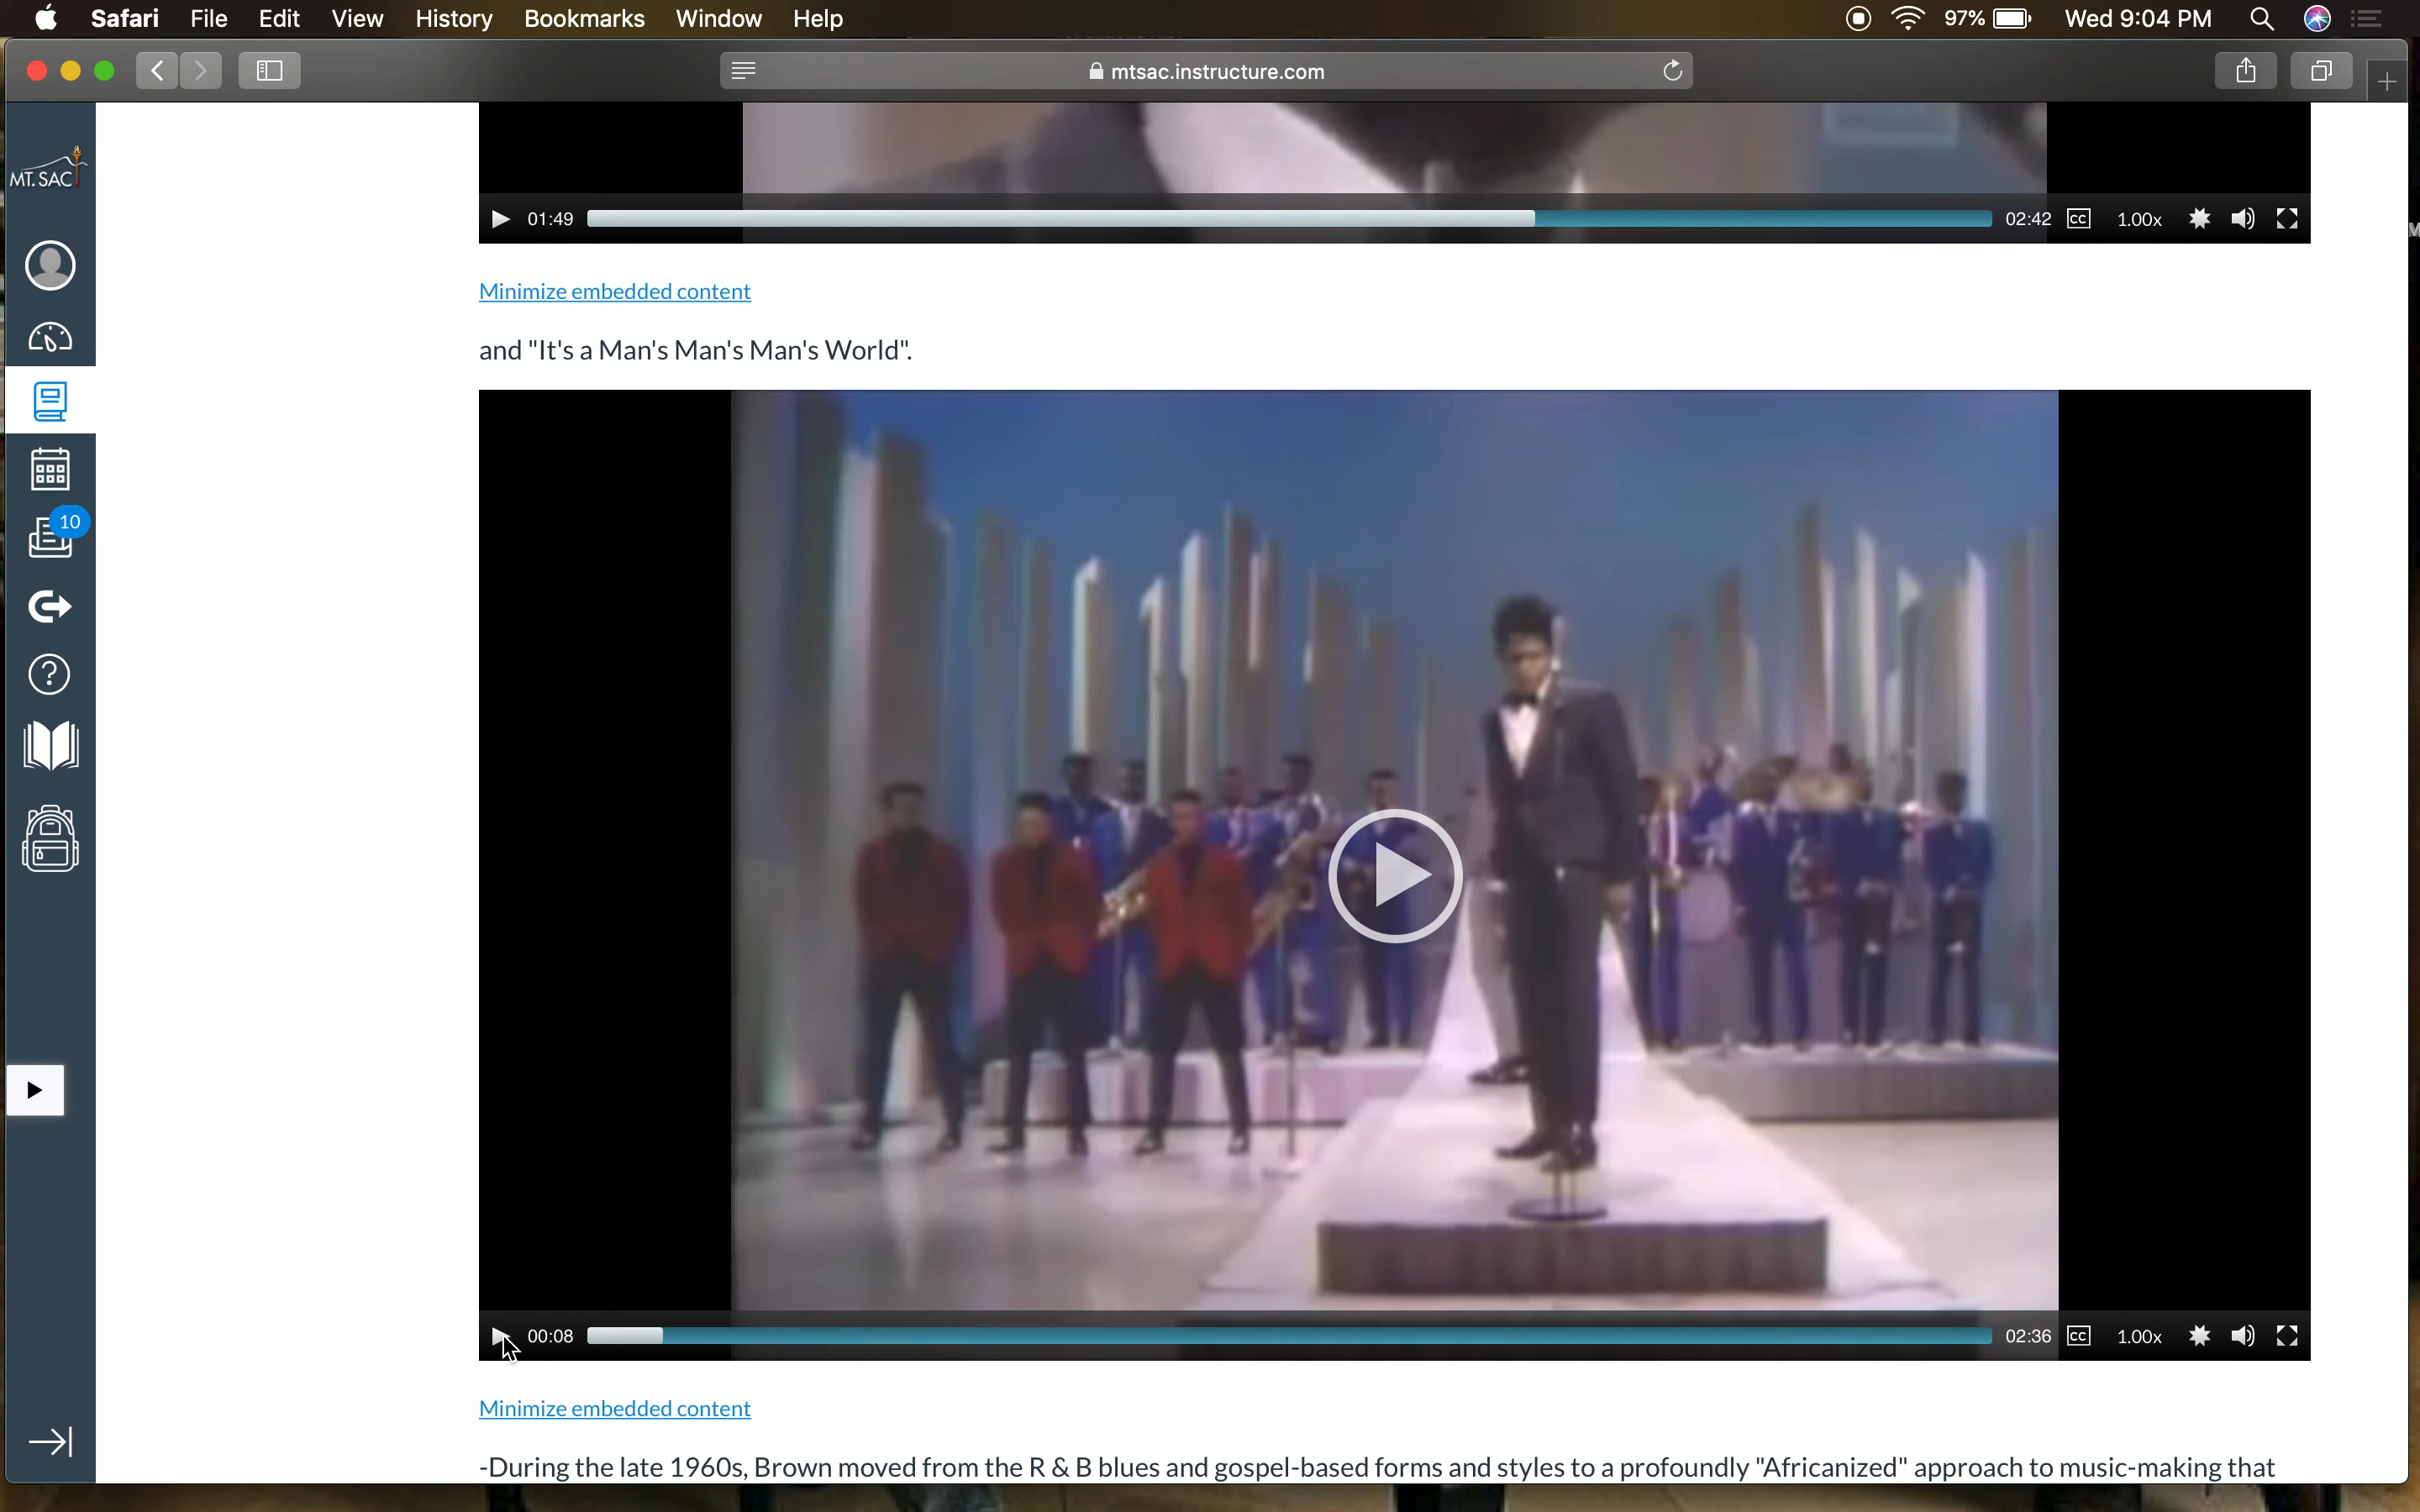 Safari File Edit View History Bookmarks Window Help 97% Wed 9:04 PM
mtsac.instructure.com
MT. SAC
01:49 02:42 CC 1.00x
Minimize embedded content
and "It's a Man's Man's Man's World".
10
00:08 02:36 CC 1.00x
Minimize embedded content
-During the late 1960s, Brown moved from the R & B blues and gospel-based forms and styles to a profoundly "Africanized" approach to music-making that